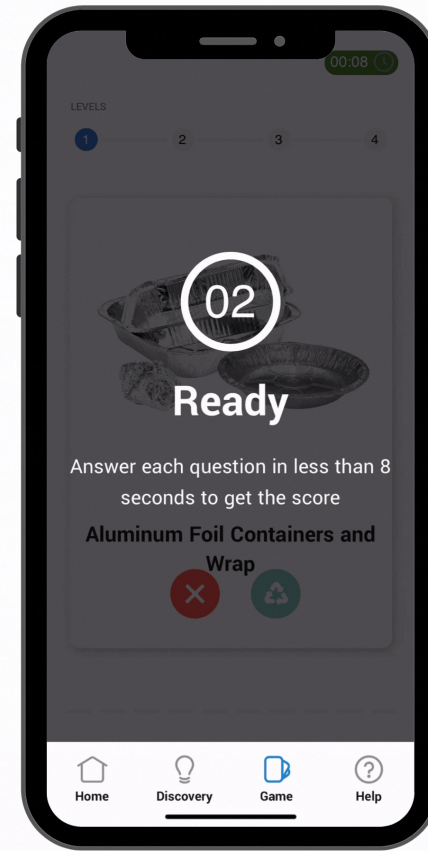 00:08
LEVELS
1 2 3 4
02
Ready
Answer each question in less than 8
seconds to get the score
Aluminum Foil Containers and
Wrap
Home Discovery Game Help